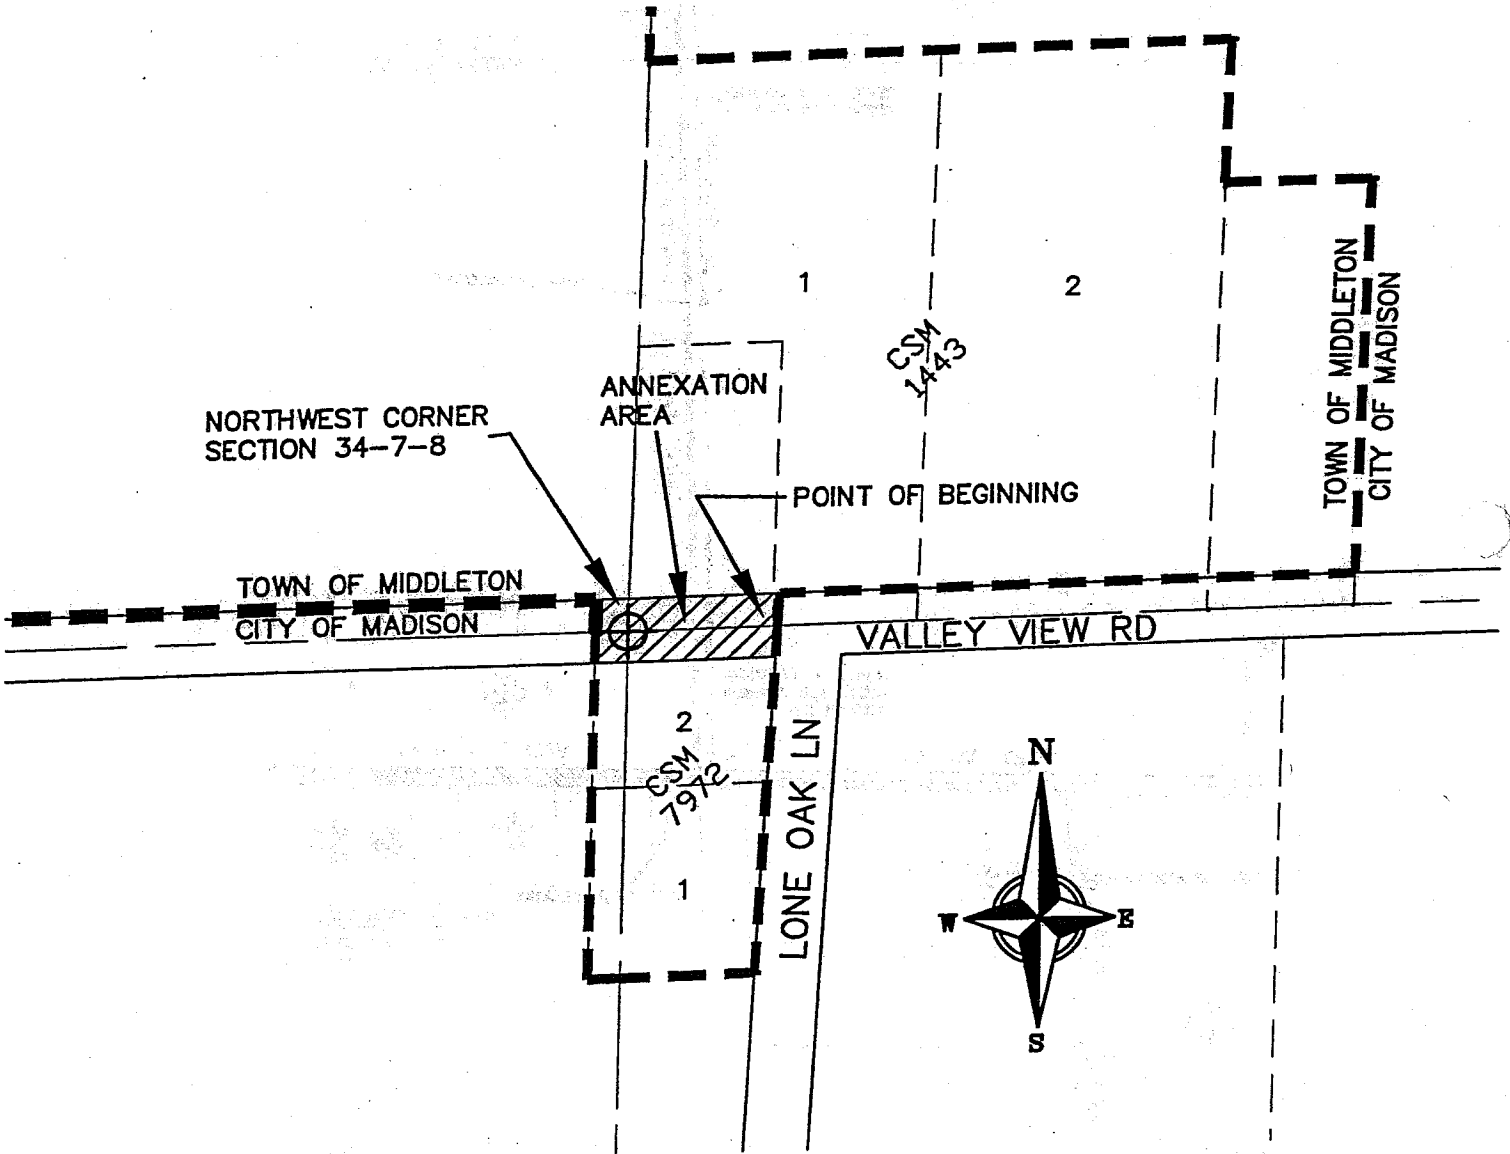 1
2
CSM
1443
TOWN OF MIDDLETON
CITY OF MADISON
ANNEXATION
AREA
NORTHWEST CORNER
SECTION 34-7-8
POINT OF BEGINNING
TOWN OF MIDDLETON
CITY OF MADISON
VALLEY VIEW RD
2
CSM
7972
1
LONE OAK LN
N
W
E
S